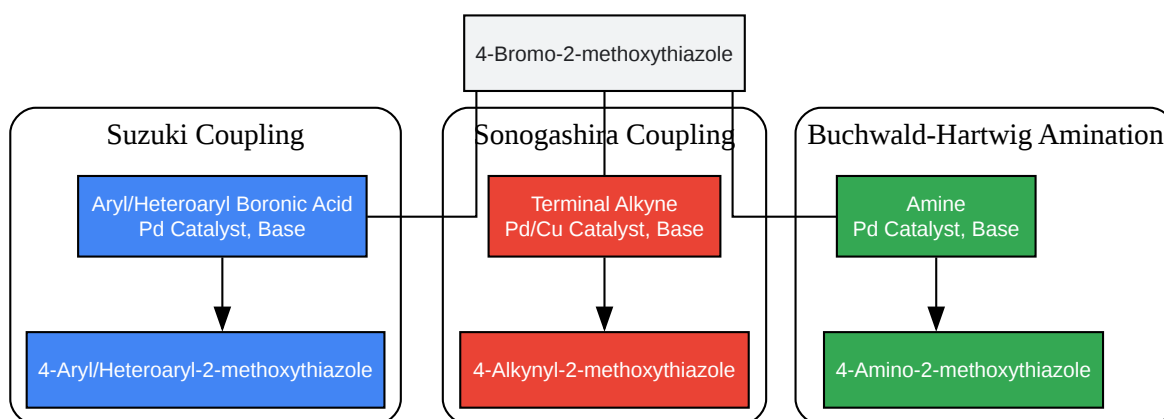 4-Bromo-2-methoxythiazole
Suzuki Coupling
Aryl/Heteroaryl Boronic Acid
Pd Catalyst, Base
4-Aryl/Heteroaryl-2-methoxythiazole
Sonogashira Coupling
Terminal Alkyne
Pd/Cu Catalyst, Base
4-Alkynyl-2-methoxythiazole
Buchwald-Hartwig Amination
Amine
Pd Catalyst, Base
4-Amino-2-methoxythiazole